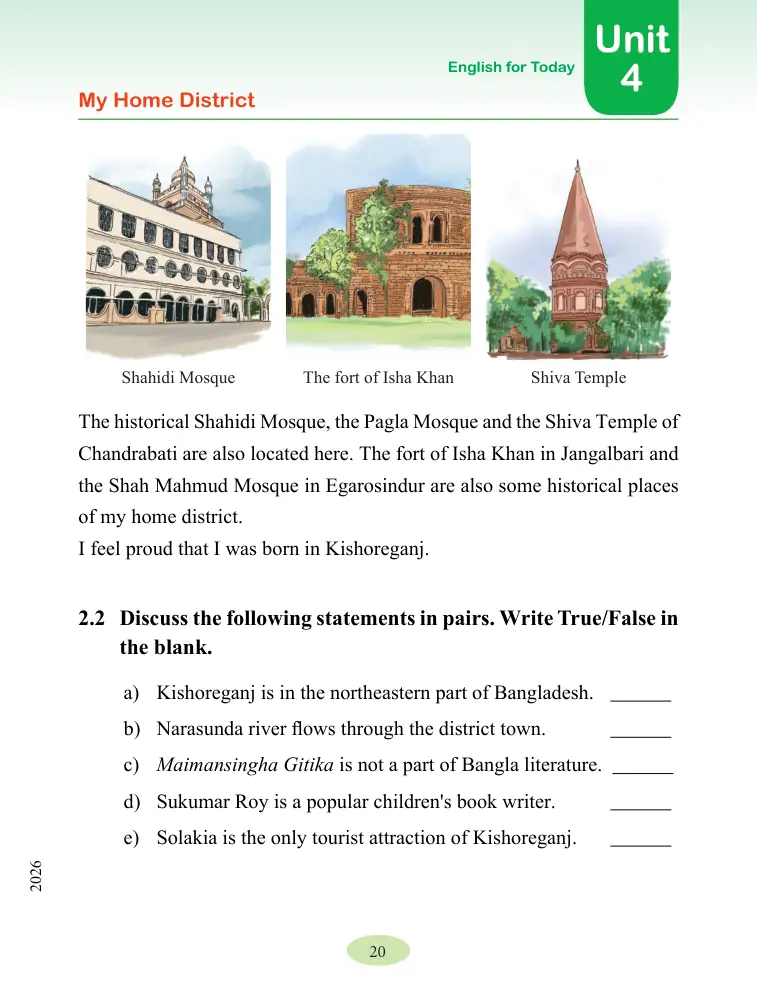 Unit
4
English for Today
My Home District
Shahidi Mosque
The fort of Isha Khan
Shiva Temple
The historical Shahidi Mosque, the Pagla Mosque and the Shiva Temple of
Chandrabati are also located here. The fort of Isha Khan in Jangalbari and
the Shah Mahmud Mosque in Egarosindur are also some historical places
of my home district.
I feel proud that I was born in Kishoreganj.
2.2 Discuss the following statements in pairs. Write True/False in
the blank.
a) Kishoreganj is in the northeastern part of Bangladesh. ______
b) Narasunda river flows through the district town. ______
c) Maimansingha Gitika is not a part of Bangla literature. ______
d) Sukumar Roy is a popular children's book writer. ______
e) Solakia is the only tourist attraction of Kishoreganj. ______
2026
20